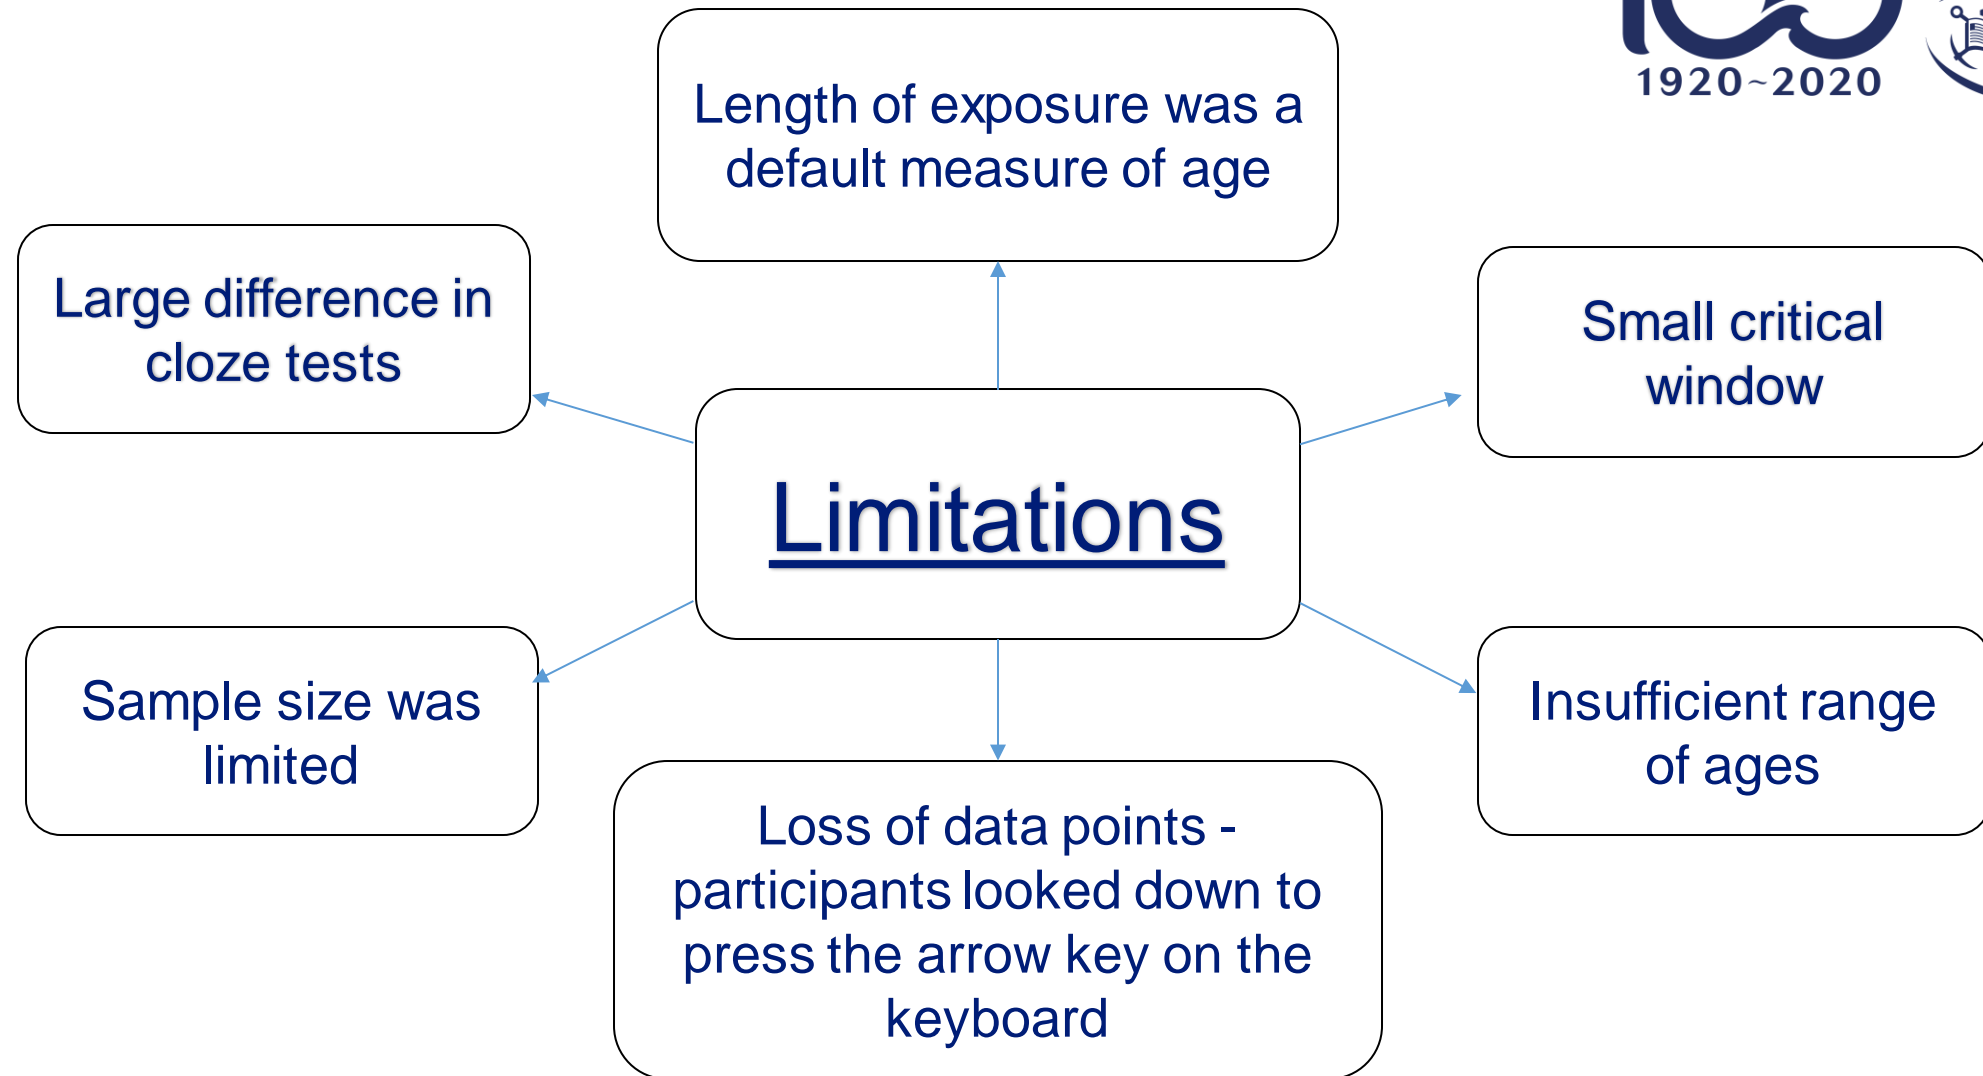 1920~2020
Length of exposure was a
default measure of age
Large difference in
cloze tests
Small critical
window
Limitations
Sample size was
limited
Insufficient range
of ages
Loss of data points -
participants looked down to
press the arrow key on the
keyboard